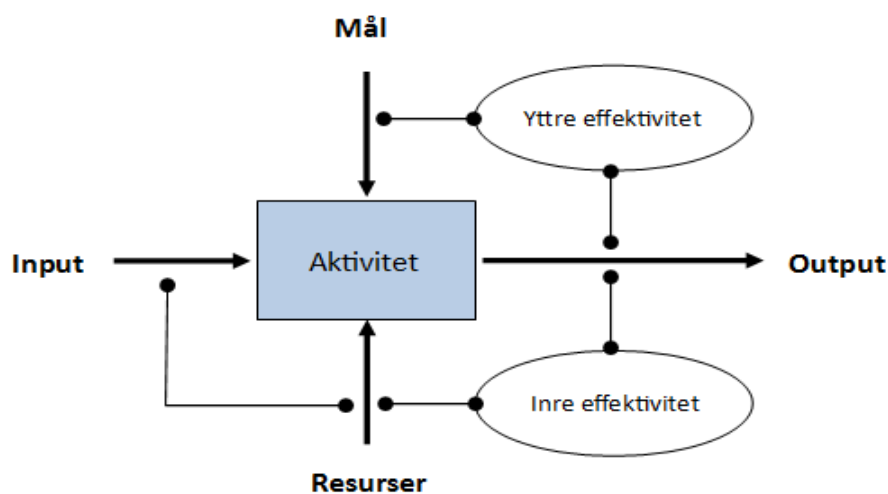 Mål
Yttre effektivitet
Input
Aktivitet
Output
Inre effektivitet
Resurser